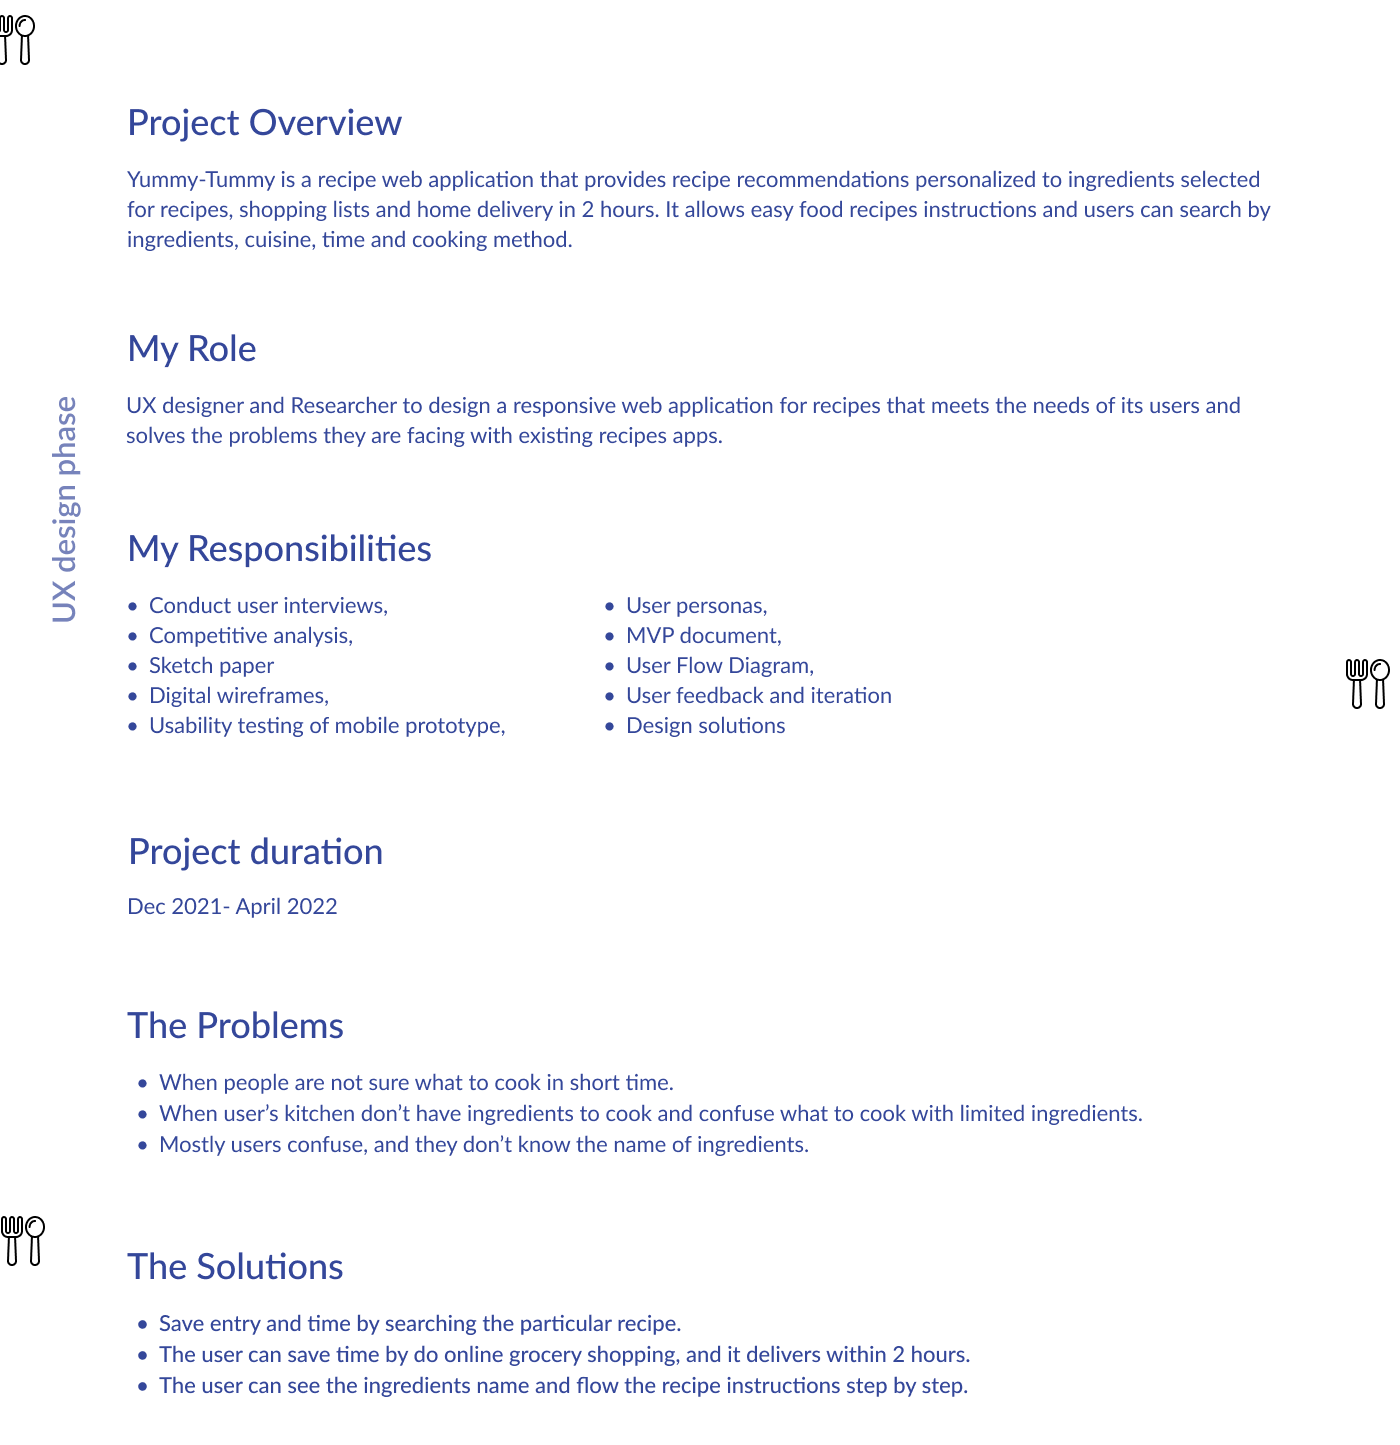 Project Overview
Yummy-Tummy is a recipe web application that provides recipe recommendations personalized to ingredients selected
for recipes, shopping lists and home delivery in 2 hours. It allows easy food recipes instructions and users can search by
ingredients, cuisine, time and cooking method.
My Role
UX designer and Researcher to design a responsive web application for recipes that meets the needs of its users and
solves the problems they are facing with existing recipes apps.
UX design phase
My Responsibilities
• Conduct user interviews,
• Competitive analysis,
• Sketch paper
• Digital wireframes,
• Usability testing of mobile prototype,
• User personas,
• MVP document,
• User Flow Diagram,
• User feedback and iteration
• Design solutions
Project duration
Dec 2021- April 2022
The Problems
• When people are not sure what to cook in short time.
• When user’s kitchen don’t have ingredients to cook and confuse what to cook with limited ingredients.
• Mostly users confuse, and they don’t know the name of ingredients.
The Solutions
• Save entry and time by searching the particular recipe.
• The user can save time by do online grocery shopping, and it delivers within 2 hours.
• The user can see the ingredients name and flow the recipe instructions step by step.